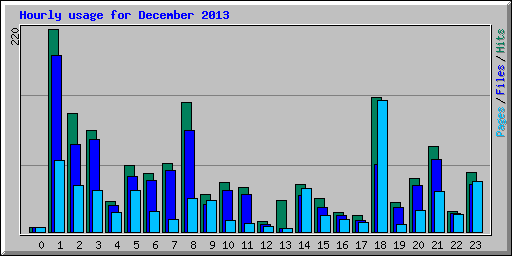 Hourly usage for December 2013
220
Pages / Files / Hits
0 1 2 3 4 5 6 7 8 9 10 11 12 13 14 15 16 17 18 19 20 21 22 23